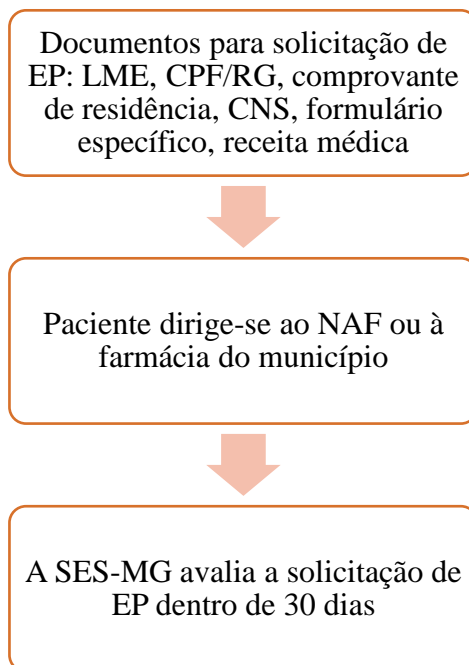 Documentos para solicitação de
EP: LME, CPF/RG, comprovante
de residência, CNS, formulário
específico, receita médica
Paciente dirige-se ao NAF ou à
farmácia do município
A SES-MG avalia a solicitação de
EP dentro de 30 dias